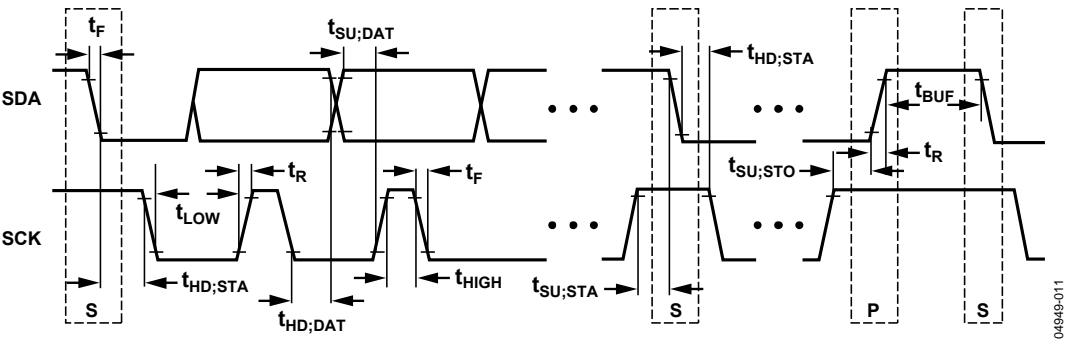 tF
tSU;DAT
tHD;STA
SDA
tBUF
tR
tF
tSU;STO
tR
tLOW
SCK
tHD;STA
tHIGH
tSU;STA
tHD;DAT
S
S
P
S
04949-011